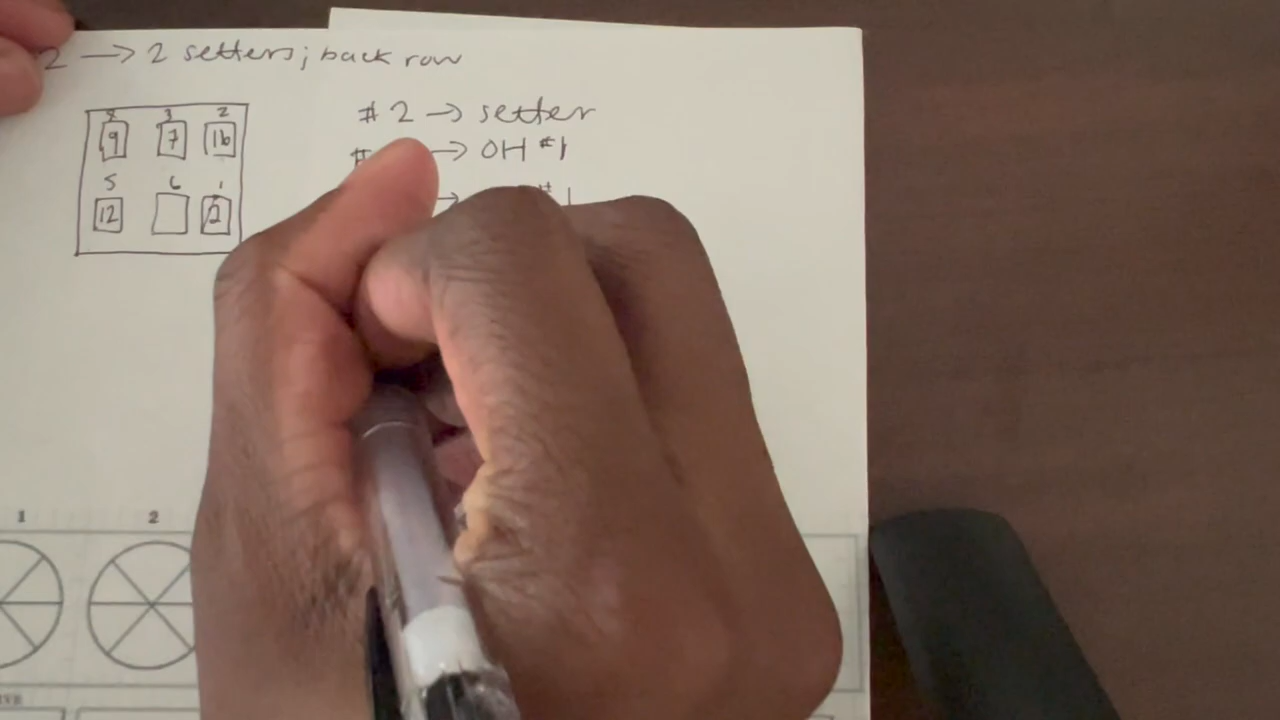 2 → 2 setters; back row
3 2
9 7 16
5 6 1
12 2
# 2 → setter
# → OH #1
→ #1
1 2